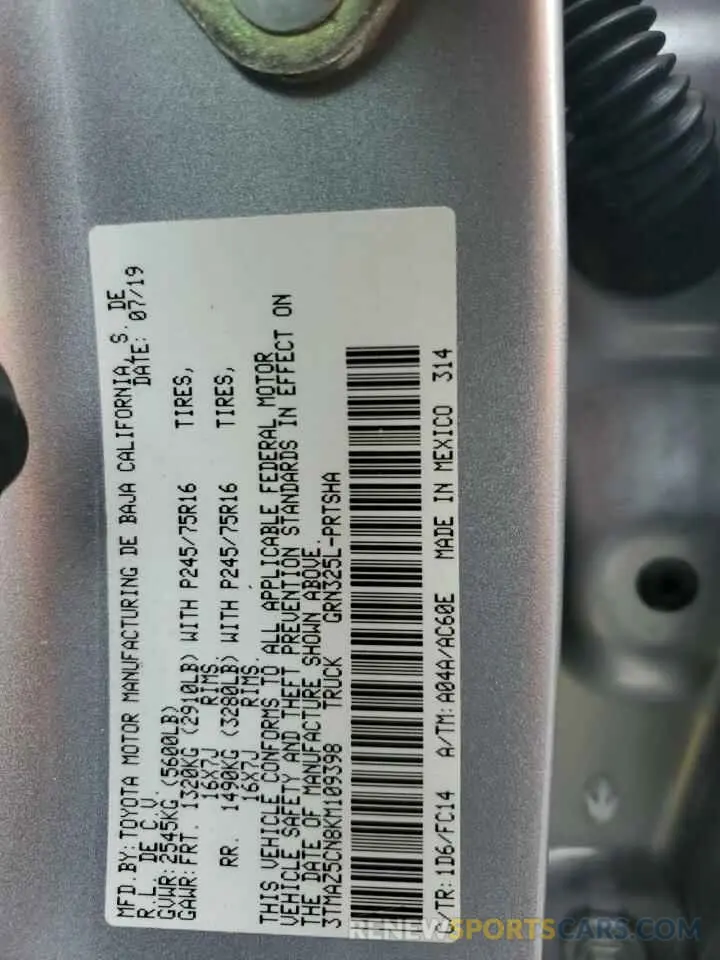 MFD.BY:TOYOTA MOTOR MANUFACTURING DE BAJA CALIFORNIA,S. DE
R.L. DE C.V. DATE: 07/19
GVWR:2545KG (5600LB)
GAWR:FRT. 1320KG (2910LB) WITH P245/75R16 TIRES,
16X7J RIMS.
RR. 1490KG (3280LB) WITH P245/75R16 TIRES,
16X7J RIMS.
THIS VEHICLE CONFORMS TO ALL APPLICABLE FEDERAL MOTOR
VEHICLE SAFETY AND THEFT PREVENTION STANDARDS IN EFFECT ON
THE DATE OF MANUFACTURE SHOWN ABOVE.
3TMAZ5CN8KM109398 TRUCK GRN325L-PRTSHA
C/TR: 1D6/FC14 A/TM: A04A/AC60E MADE IN MEXICO 314
RENEWSPORTCARS.COM